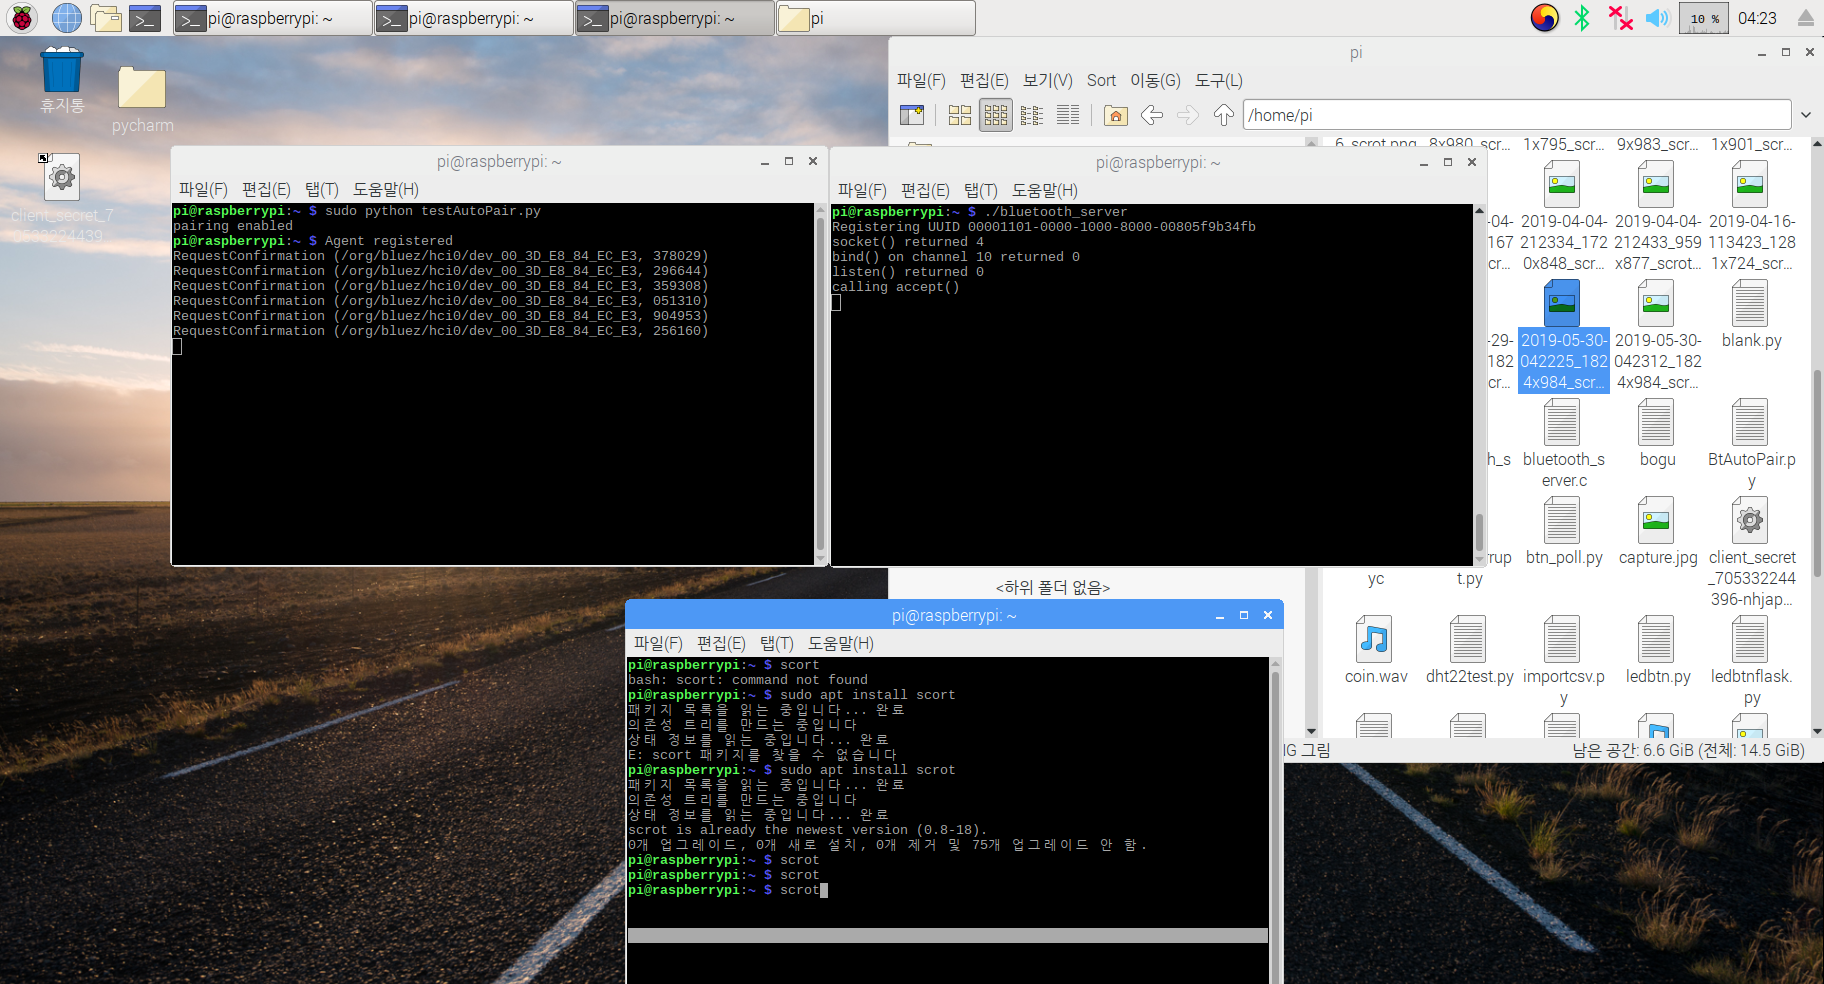 pi@raspberrypi: ~
pi@raspberrypi: ~
pi@raspberrypi: ~
pi
10 %
04:23
휴지통
pycharm
client_secret_7
pi
파일(F) 편집(E) 보기(V) Sort 이동(G) 도구(L)
/home/pi
6_scrot.png 8x980_scr... 1x795_scr... 9x983_scr... 1x901_scr...
2019-04-04-
212334_172
0x848_scr...
2019-04-04-
212433_959
x877_scrot...
2019-04-16-
113423_128
1x724_scr...
2019-05-30-
042225_182
4x984_scr...
2019-05-30-
042312_182
4x984_scr...
blank.py
bluetooth_s
erver.c
bogu
BtAutoPair.p
y
yc
t.py
btn_poll.py
capture.jpg
client_secret
_705332244
396-nhjap...
coin.wav
dht22test.py
importcsv.p
y
ledbtn.py
ledbtnflask.
py
<하위 폴더 없음>
그림
남은 공간: 6.6 GiB (전체: 14.5 GiB)
pi@raspberrypi: ~
파일(F) 편집(E) 탭(T) 도움말(H)
pi@raspberrypi:~ $ sudo python testAutoPair.py
pairing enabled
pi@raspberrypi:~ $ Agent registered
RequestConfirmation (/org/bluez/hci0/dev_00_3D_E8_84_EC_E3, 378029)
RequestConfirmation (/org/bluez/hci0/dev_00_3D_E8_84_EC_E3, 296644)
RequestConfirmation (/org/bluez/hci0/dev_00_3D_E8_84_EC_E3, 359308)
RequestConfirmation (/org/bluez/hci0/dev_00_3D_E8_84_EC_E3, 051310)
RequestConfirmation (/org/bluez/hci0/dev_00_3D_E8_84_EC_E3, 904953)
RequestConfirmation (/org/bluez/hci0/dev_00_3D_E8_84_EC_E3, 256160)
pi@raspberrypi: ~
파일(F) 편집(E) 탭(T) 도움말(H)
pi@raspberrypi:~ $ ./bluetooth_server
Registering UUID 00001101-0000-1000-8000-00805f9b34fb
socket() returned 4
bind() on channel 10 returned 0
listen() returned 0
calling accept()
pi@raspberrypi: ~
파일(F) 편집(E) 탭(T) 도움말(H)
pi@raspberrypi:~ $ scort
bash: scort: command not found
pi@raspberrypi:~ $ sudo apt install scort
패키지 목록을 읽는 중입니다... 완료
의존성 트리를 만드는 중입니다
상태 정보를 읽는 중입니다... 완료
E: scort 패키지를 찾을 수 없습니다
pi@raspberrypi:~ $ sudo apt install scrot
패키지 목록을 읽는 중입니다... 완료
의존성 트리를 만드는 중입니다
상태 정보를 읽는 중입니다... 완료
scrot is already the newest version (0.8-18).
0개 업그레이드, 0개 새로 설치, 0개 제거 및 75개 업그레이드 안 함.
pi@raspberrypi:~ $ scrot
pi@raspberrypi:~ $ scrot
pi@raspberrypi:~ $ scrot